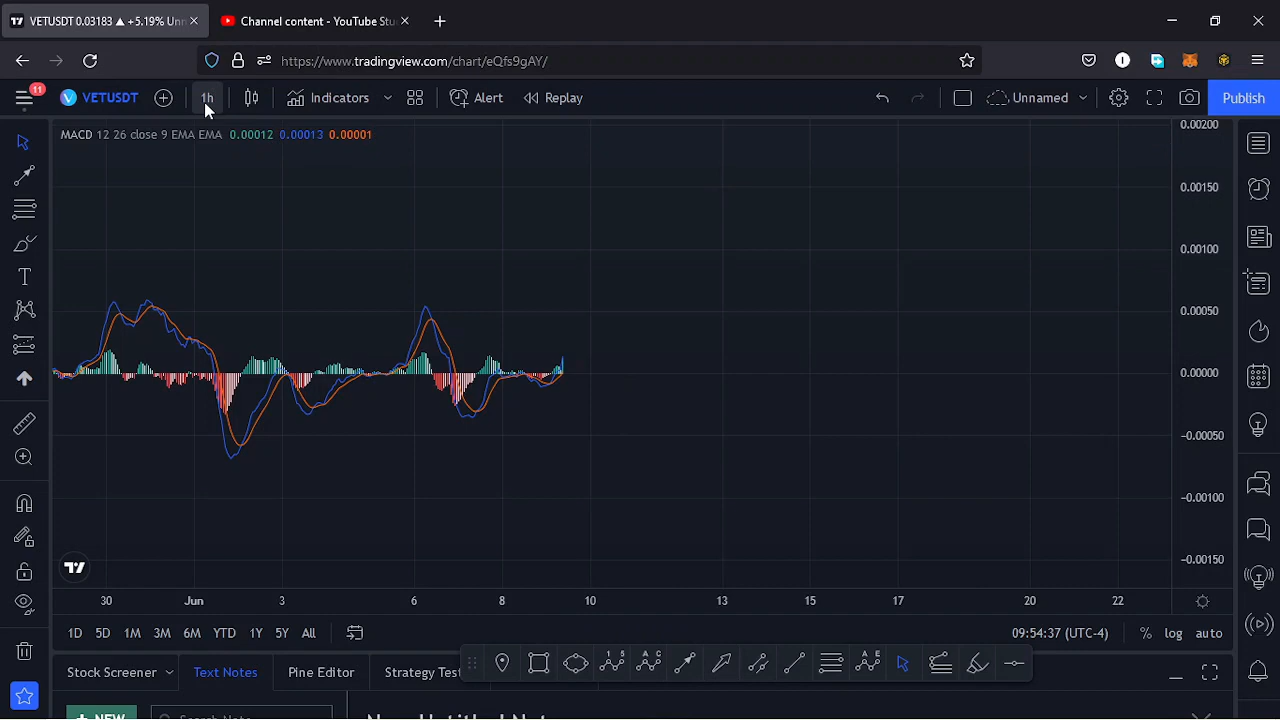 VETUSDT 0.03183 ▲ +5.19% Unn
Channel content - YouTube Stu
https://www.tradingview.com/chart/eQfs9gAY/
11
VETUSDT
1h
Indicators
Alert
Replay
Unnamed
Publish
MACD 12 26 close 9 EMA EMA 0.00012 0.00013 0.00001
0.00200
0.00150
0.00100
0.00050
0.00000
−0.00050
−0.00100
−0.00150
30 Jun 3 6 8 10 13 15 17 20 22
1D 5D 1M 3M 6M YTD 1Y 5Y All
09:54:37 (UTC-4) % log auto
Stock Screener Text Notes Pine Editor Strategy Test
+ NEW